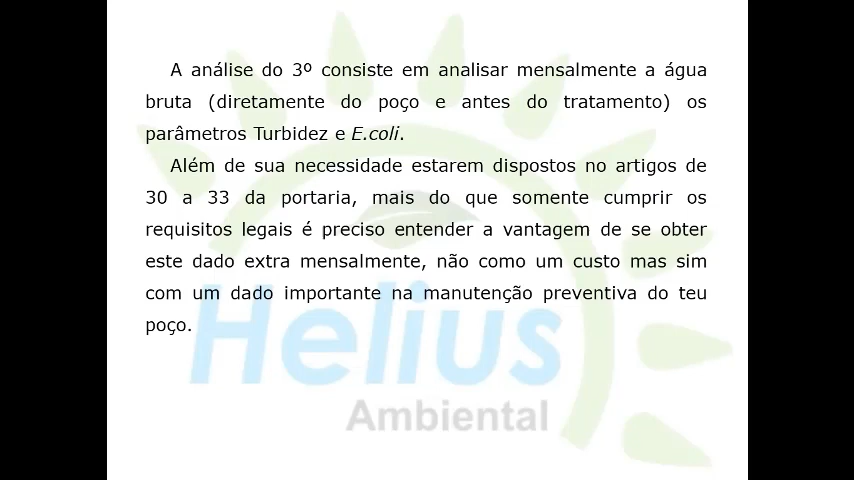 A análise do 3º consiste em analisar mensalmente a água
bruta (diretamente do poço e antes do tratamento) os
parâmetros Turbidez e E.coli.
Além de sua necessidade estarem dispostos no artigos de
30 a 33 da portaria, mais do que somente cumprir os
requisitos legais é preciso entender a vantagem de se obter
este dado extra mensalmente, não como um custo mas sim
com um dado importante na manutenção preventiva do teu
poço.
Helius
Ambiental